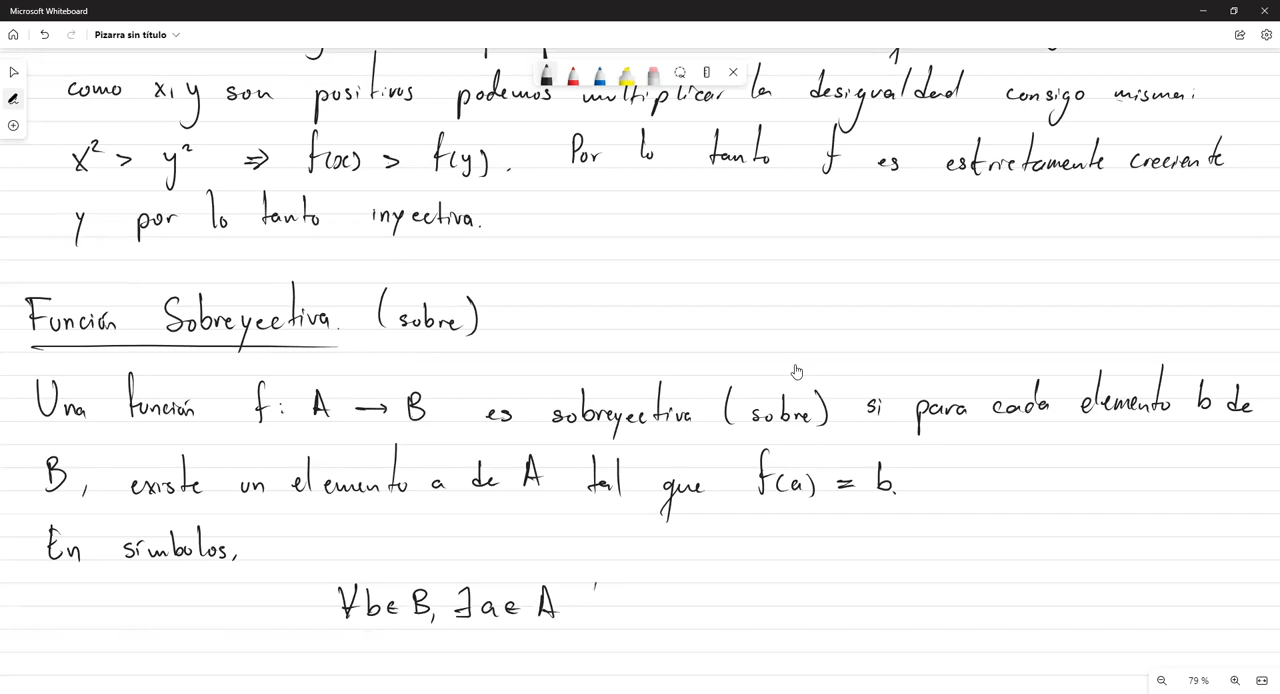 Microsoft Whiteboard
Pizarra sin título
como x, y son positivos podemos multiplicar la desigualdad consigo misma:
x² > y² ⇒ f(x) > f(y). Por lo tanto f es estrictamente creciente
y por lo tanto inyectiva.
Función Sobreyectiva. (sobre)
Una función f: A → B es sobreyectiva (sobre) si para cada elemento b de
B, existe un elemento a de A tal que f(a) = b.
En símbolos,
∀b∈B, ∃a∈A
79 %